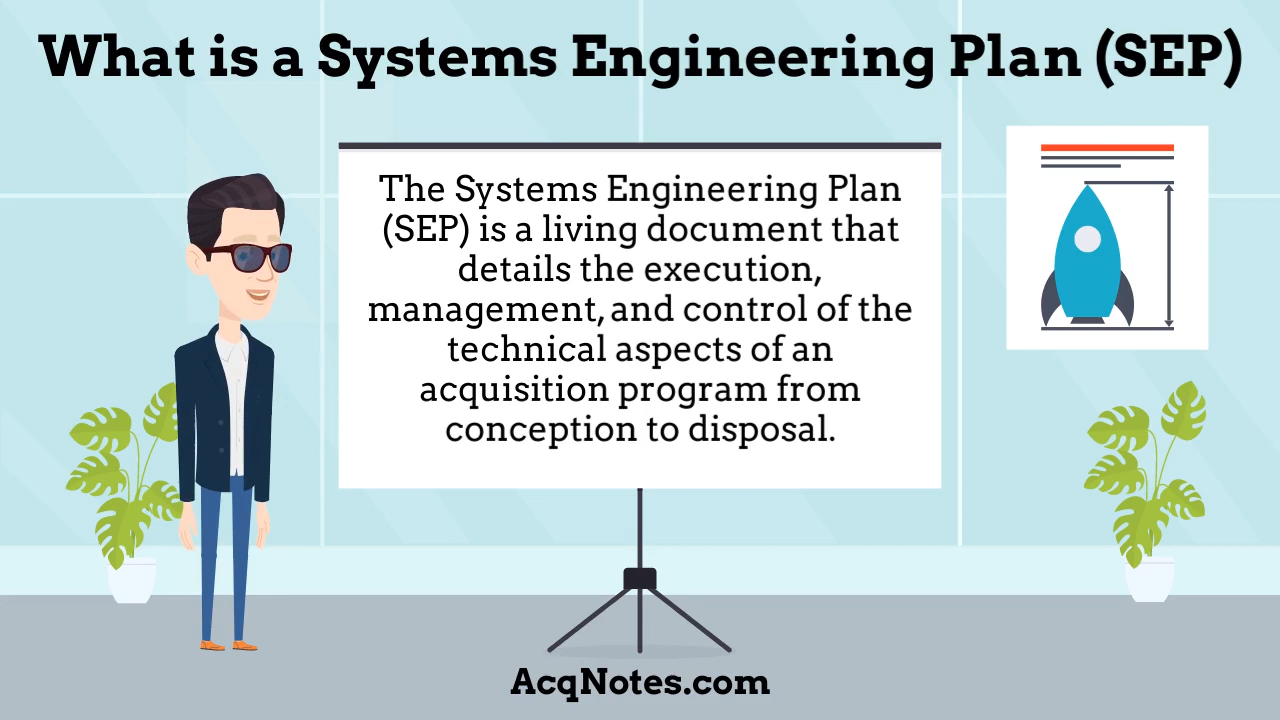 What is a Systems Engineering Plan (SEP)
The Systems Engineering Plan
(SEP) is a living document that
details the execution,
management, and control of the
technical aspects of an
acquisition program from
conception to disposal.
AcqNotes.com